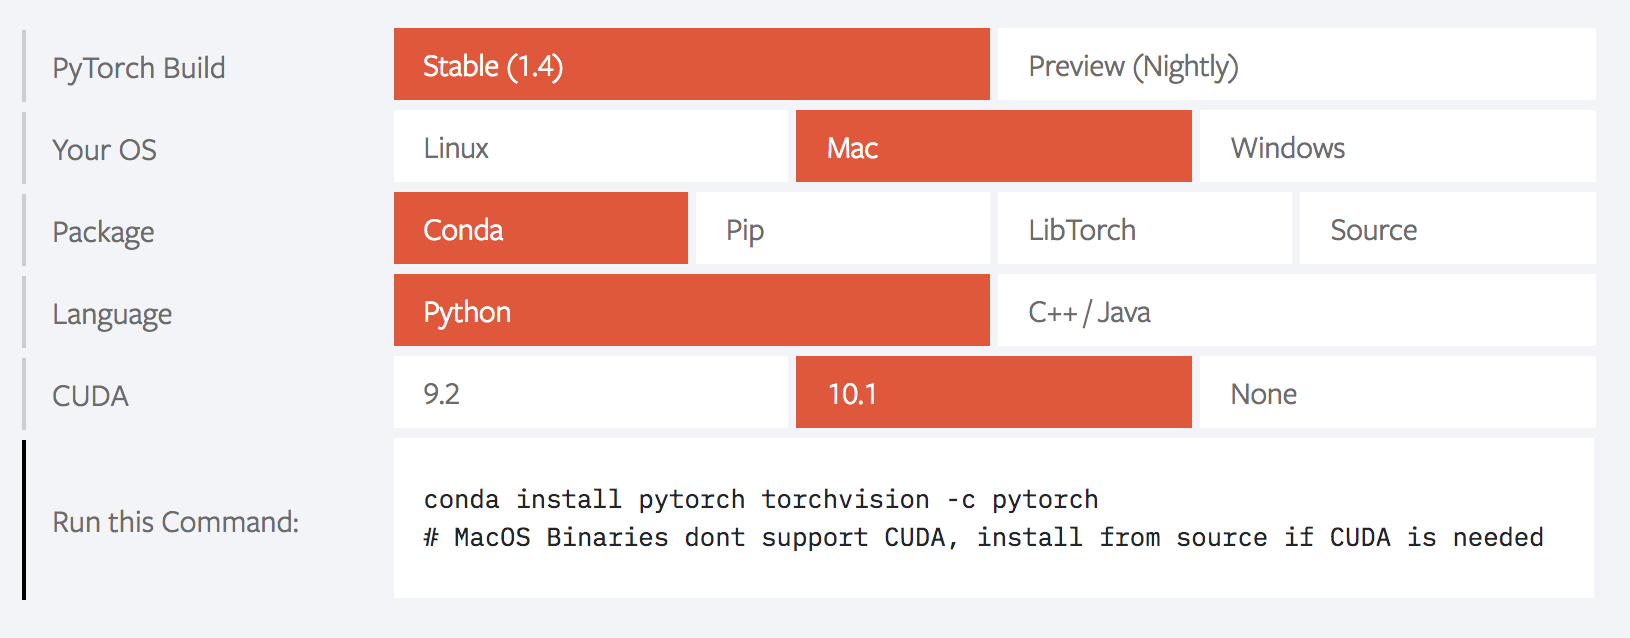 PyTorch Build
Stable (1.4)
Preview (Nightly)
Your OS
Linux
Mac
Windows
Package
Conda
Pip
LibTorch
Source
Language
Python
C++ / Java
CUDA
9.2
10.1
None
Run this Command:
conda install pytorch torchvision -c pytorch
# MacOS Binaries dont support CUDA, install from source if CUDA is needed